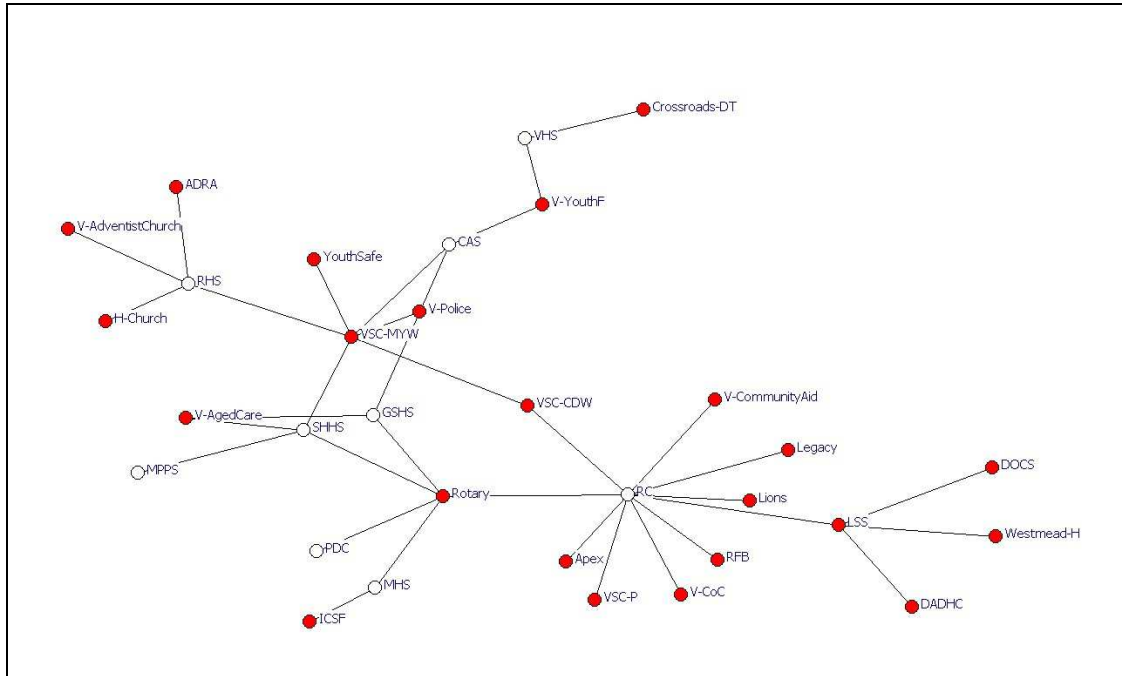 Crossroads-DT
VHS
ADRA
V-YouthF
V-AdventistChurch
CAS
YouthSafe
RHS
V-Police
H-Church
VSC-MYW
V-CommunityAid
VSC-CDW
GSHS
V-AgedCare
SHHS
Legacy
DOCS
MPPS
Rotary
RC
Lions
LSS
Westmead-H
PDC
Apex
RFB
MHS
VSC-P
V-CoC
DADHC
ICSF